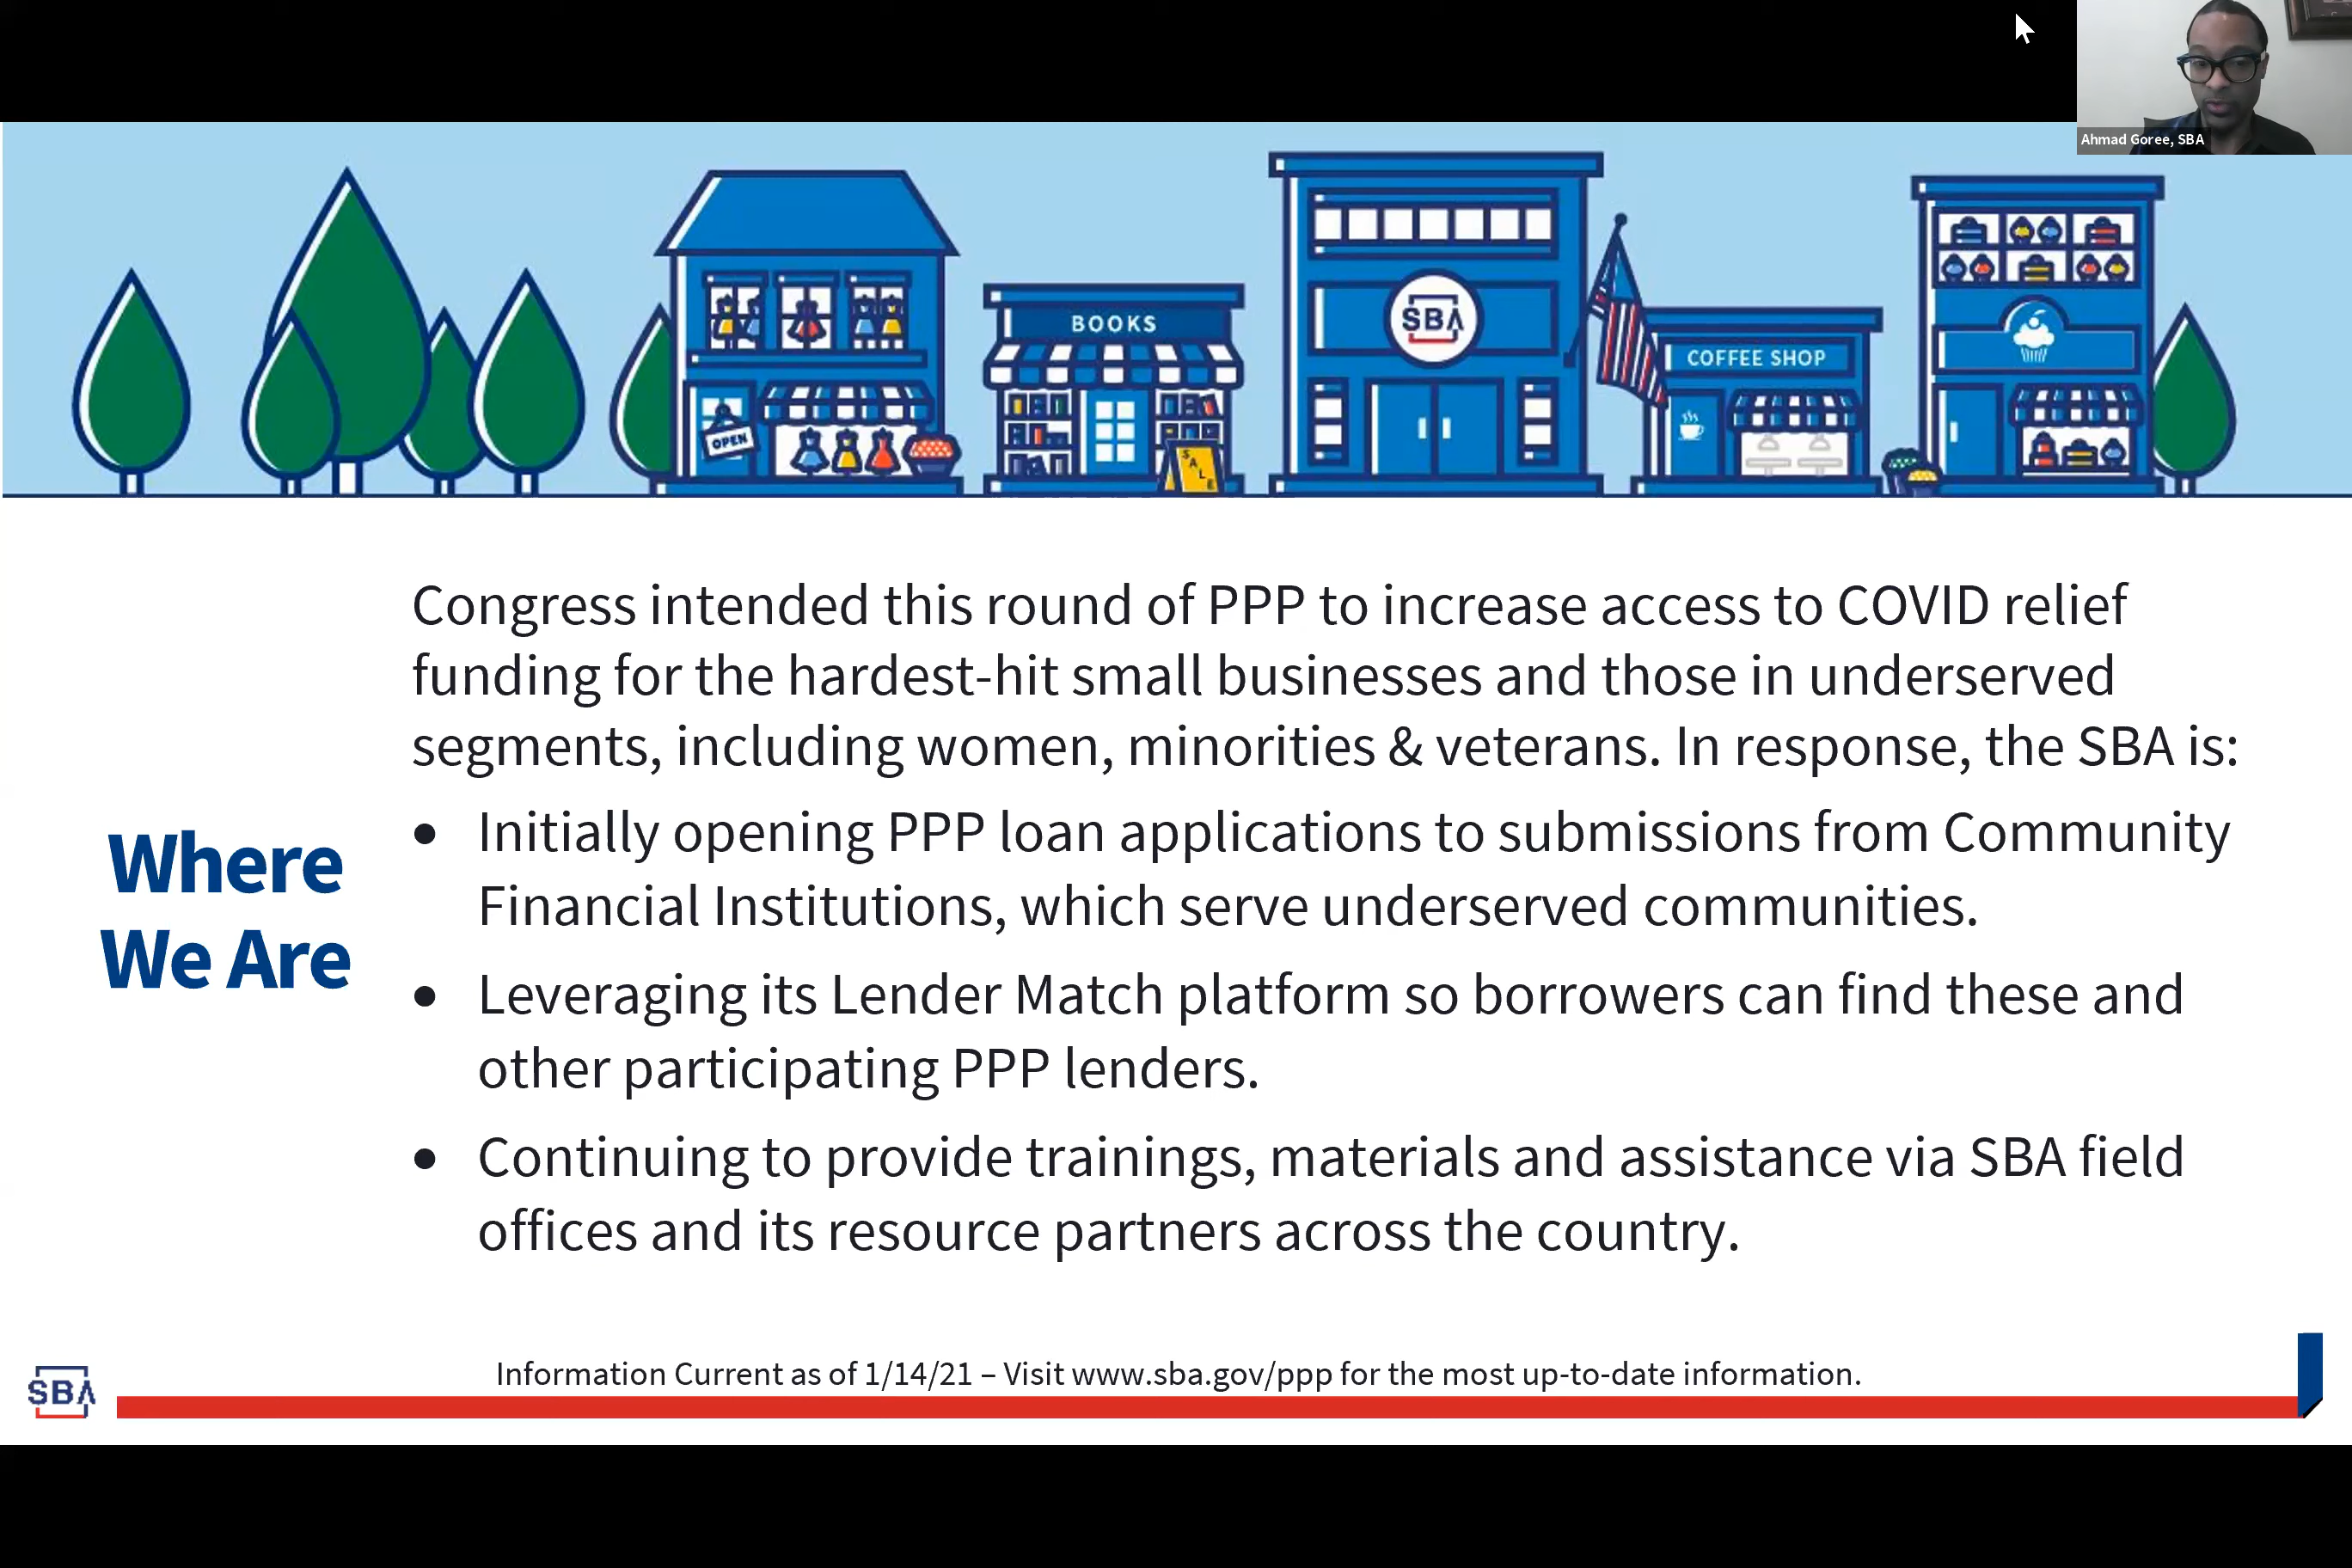 Ahmad Goree, SBA
BOOKS
SBA
COFFEE SHOP
OPEN
SALE
Congress intended this round of PPP to increase access to COVID relief
funding for the hardest-hit small businesses and those in underserved
segments, including women, minorities & veterans. In response, the SBA is:
Where
We Are
• Initially opening PPP loan applications to submissions from Community
Financial Institutions, which serve underserved communities.
• Leveraging its Lender Match platform so borrowers can find these and
other participating PPP lenders.
• Continuing to provide trainings, materials and assistance via SBA field
offices and its resource partners across the country.
Information Current as of 1/14/21 – Visit www.sba.gov/ppp for the most up-to-date information.
SBA